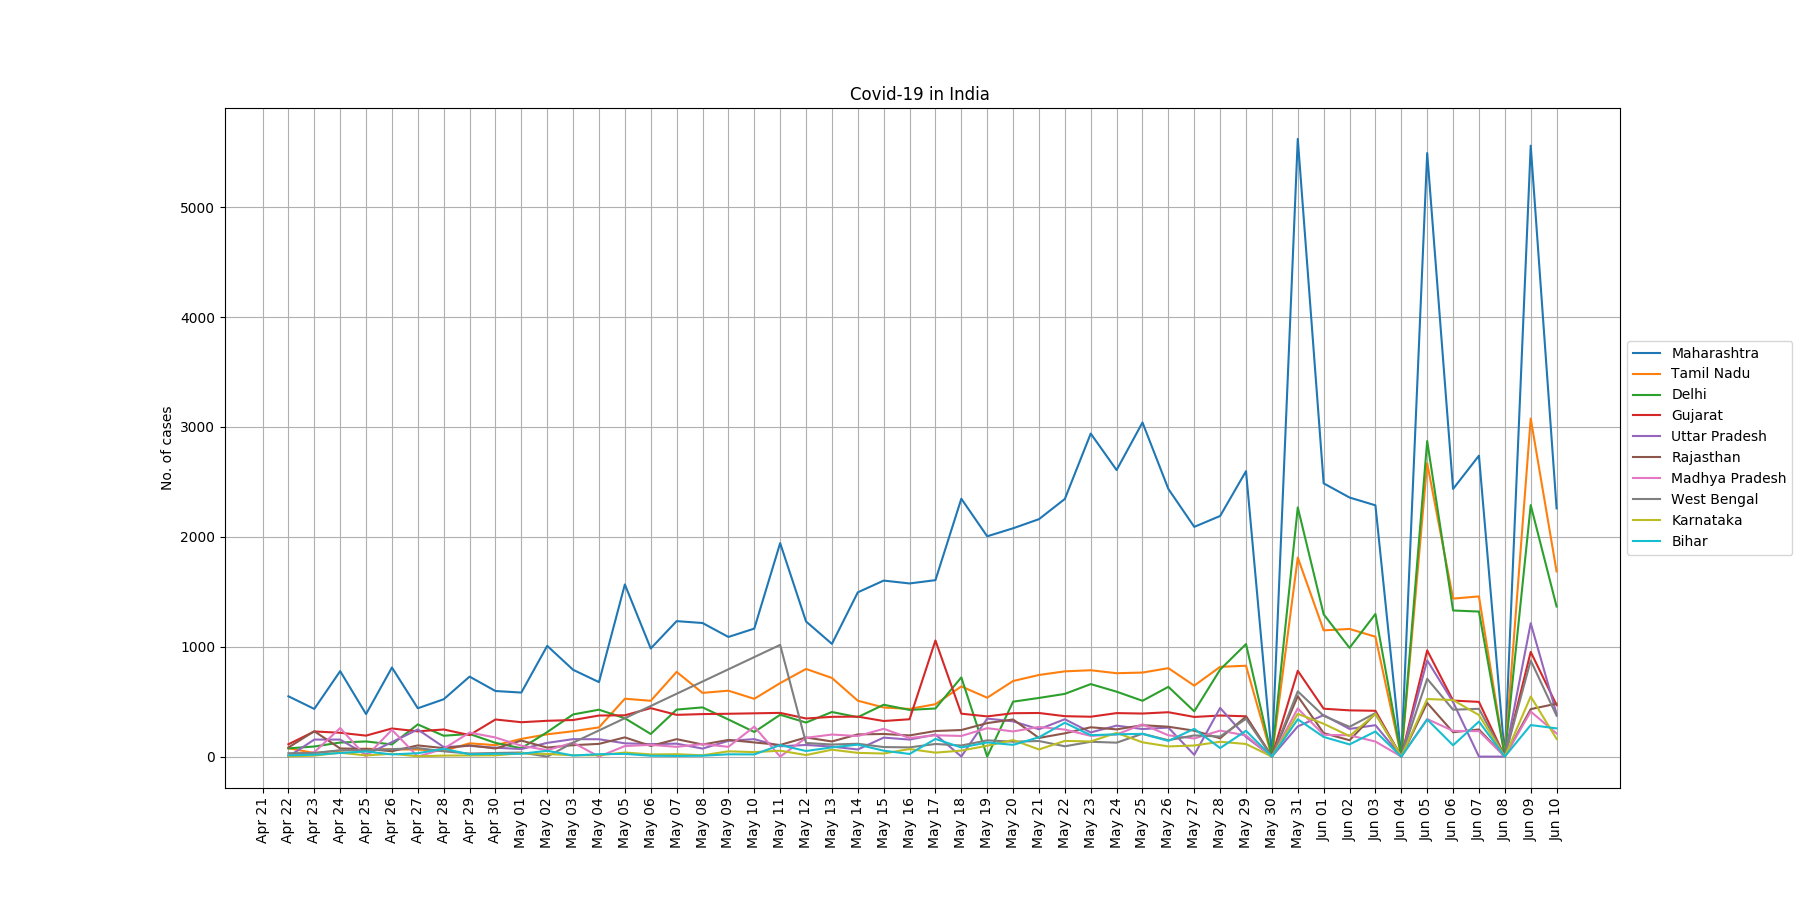 Covid-19 in India
No. of cases
5000
4000
3000
2000
1000
0
Apr 21
Apr 22
Apr 23
Apr 24
Apr 25
Apr 26
Apr 27
Apr 28
Apr 29
Apr 30
May 01
May 02
May 03
May 04
May 05
May 06
May 07
May 08
May 09
May 10
May 11
May 12
May 13
May 14
May 15
May 16
May 17
May 18
May 19
May 20
May 21
May 22
May 23
May 24
May 25
May 26
May 27
May 28
May 29
May 30
May 31
Jun 01
Jun 02
Jun 03
Jun 04
Jun 05
Jun 06
Jun 07
Jun 08
Jun 09
Jun 10
Maharashtra
Tamil Nadu
Delhi
Gujarat
Uttar Pradesh
Rajasthan
Madhya Pradesh
West Bengal
Karnataka
Bihar